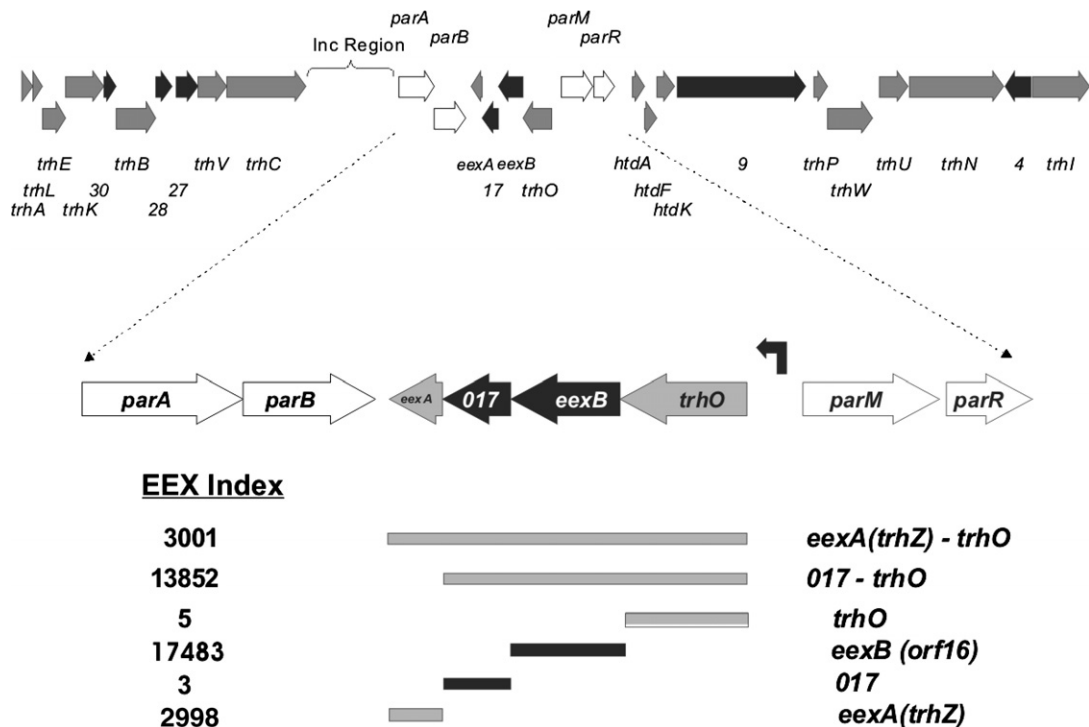 parA
parM
parB
parR
Inc Region
trhE
trhB
27
trhV
trhC
eexA
eexB
htdA
9
trhP
trhU
trhN
4
trhI
trhL
30
17
trhO
htdF
trhW
trhA
trhK
28
htdK
parA
parB
eexA
017
eexB
trhO
parM
parR
EEX Index
3001
eexA(trhZ) - trhO
13852
017 - trhO
5
trhO
17483
eexB (orf16)
3
017
2998
eexA(trhZ)